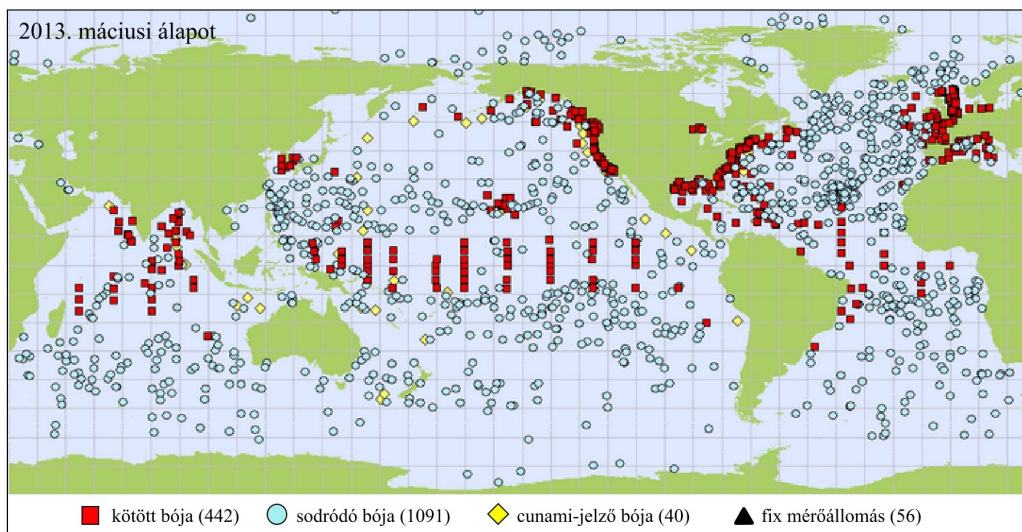 2013. máciusi álapot
kötött bója (442) sodródó bója (1091) cunami-jelző bója (40) fix mérőállomás (56)